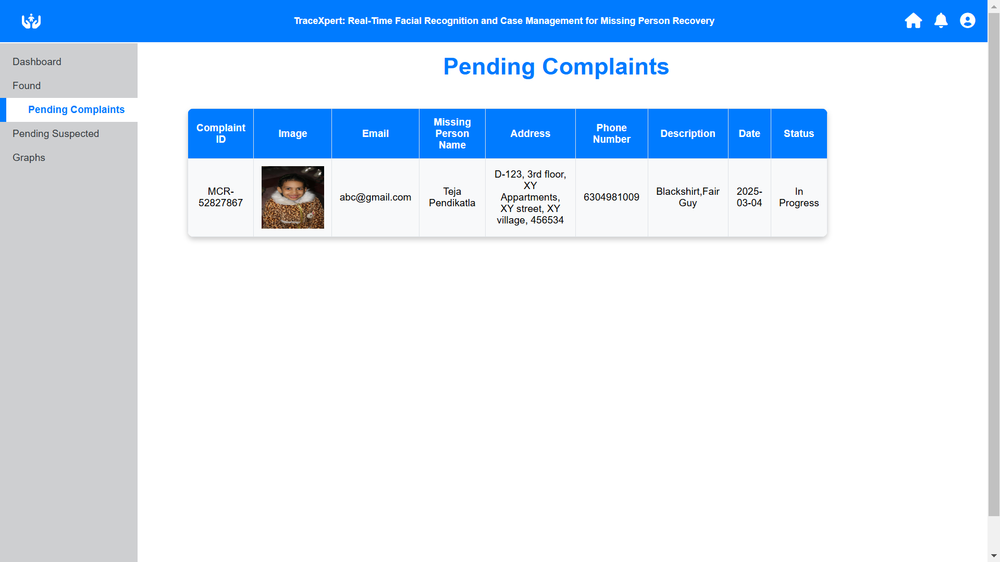 TraceXpert: Real-Time Facial Recognition and Case Management for Missing Person Recovery
Dashboard
Found
Pending Complaints
Pending Suspected
Graphs
Pending Complaints
Complaint
ID
Image
Email
Missing
Person
Name
Address
Phone
Number
Description
Date
Status
MCR-
52827867
abc@gmail.com
Teja
Pendikatla
D-123, 3rd floor,
XY
Appartments,
XY street, XY
village, 456534
6304981009
Blackshirt,Fair
Guy
2025-
03-04
In
Progress